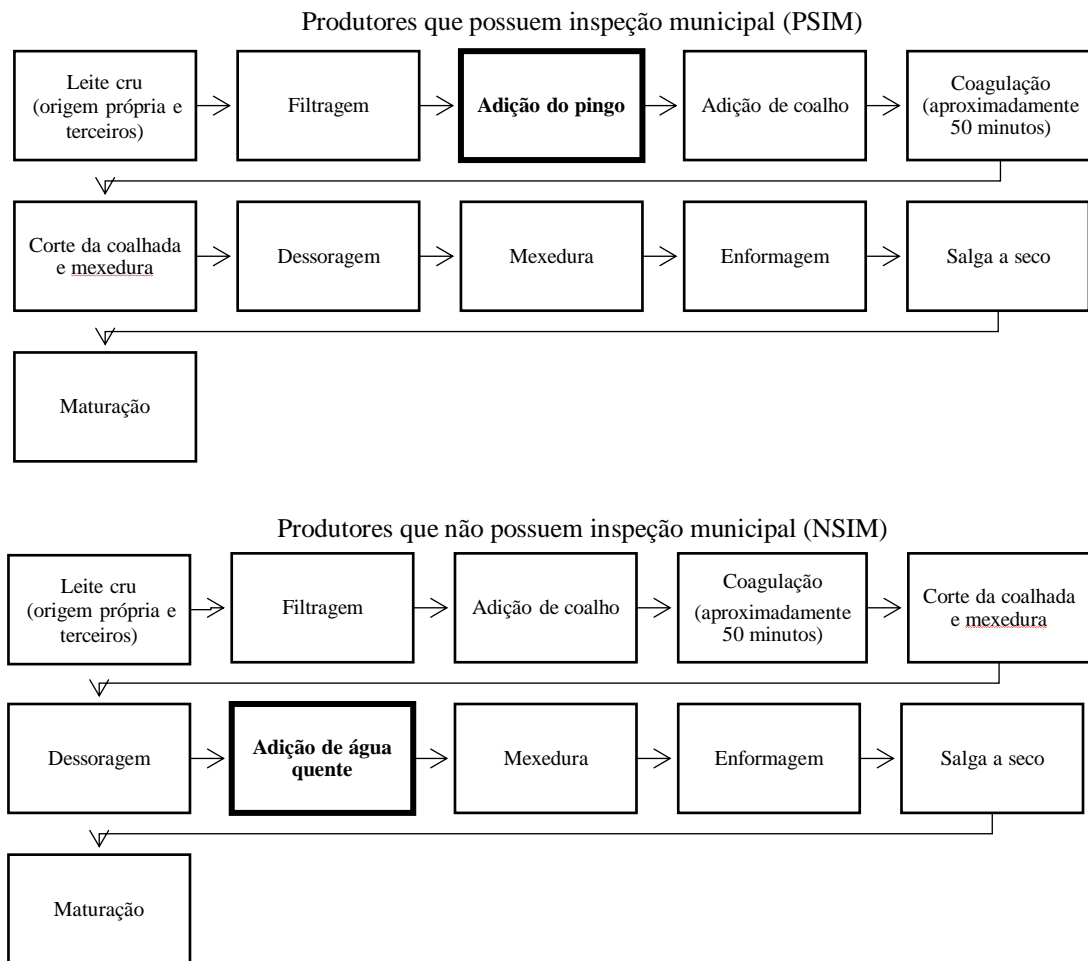 Produtores que possuem inspeção municipal (PSIM)
Leite cru
(origem própria e
terceiros)
Filtragem
Adição do pingo
Adição de coalho
Coagulação
(aproximadamente
50 minutos)
Corte da coalhada
e mexedura
Dessoragem
Mexedura
Enformagem
Salga a seco
Maturação
Produtores que não possuem inspeção municipal (NSIM)
Leite cru
(origem própria e
terceiros)
Filtragem
Adição de coalho
Coagulação
(aproximadamente
50 minutos)
Corte da coalhada
e mexedura
Dessoragem
Adição de água
quente
Mexedura
Enformagem
Salga a seco
Maturação